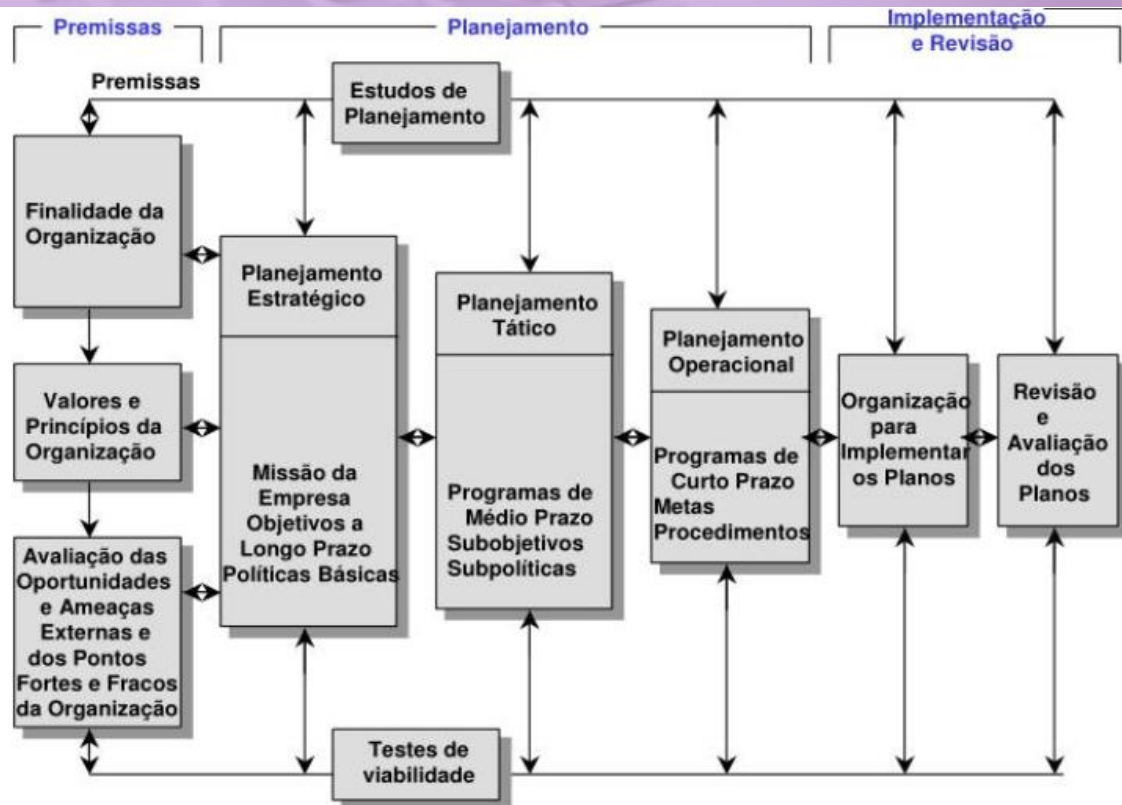 Premissas
Planejamento
Implementação
e Revisão
Premissas
Estudos de
Planejamento
Finalidade da
Organização
Valores e
Princípios da
Organização
Avaliação das
Oportunidades
e Ameaças
Externas e
dos Pontos
Fortes e Fracos
da Organização
Planejamento
Estratégico
Missão da
Empresa
Objetivos a
Longo Prazo
Políticas Básicas
Planejamento
Tático
Programas de
Médio Prazo
Subobjetivos
Subpolíticas
Planejamento
Operacional
Programas de
Curto Prazo
Metas
Procedimentos
Organização
para
Implementar
os Planos
Revisão
e
Avaliação
dos
Planos
Testes de
viabilidade